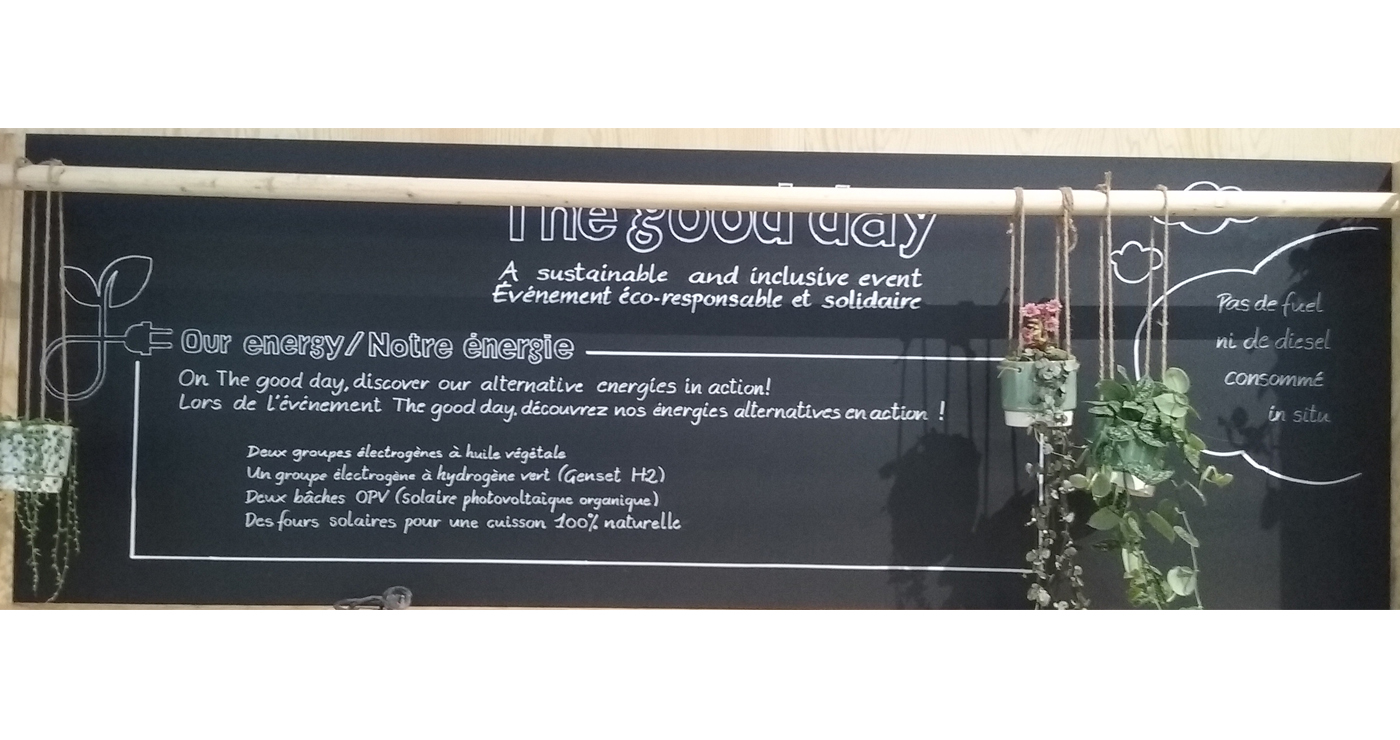 The good day
A sustainable and inclusive event
Événement éco-responsable et solidaire
Our energy/Notre énergie
On The good day, discover our alternative energies in action!
Lors de l'événement The good day, découvrez nos énergies alternatives en action !
Deux groupes électrogènes à huile végétale
Un groupe électrogène à hydrogène vert (Genset H2)
Deux bâches OPV (solaire photovoltaïque organique)
Des fours solaires pour une cuisson 100% naturelle
Pas de fuel
ni de diesel
consommé
in situ